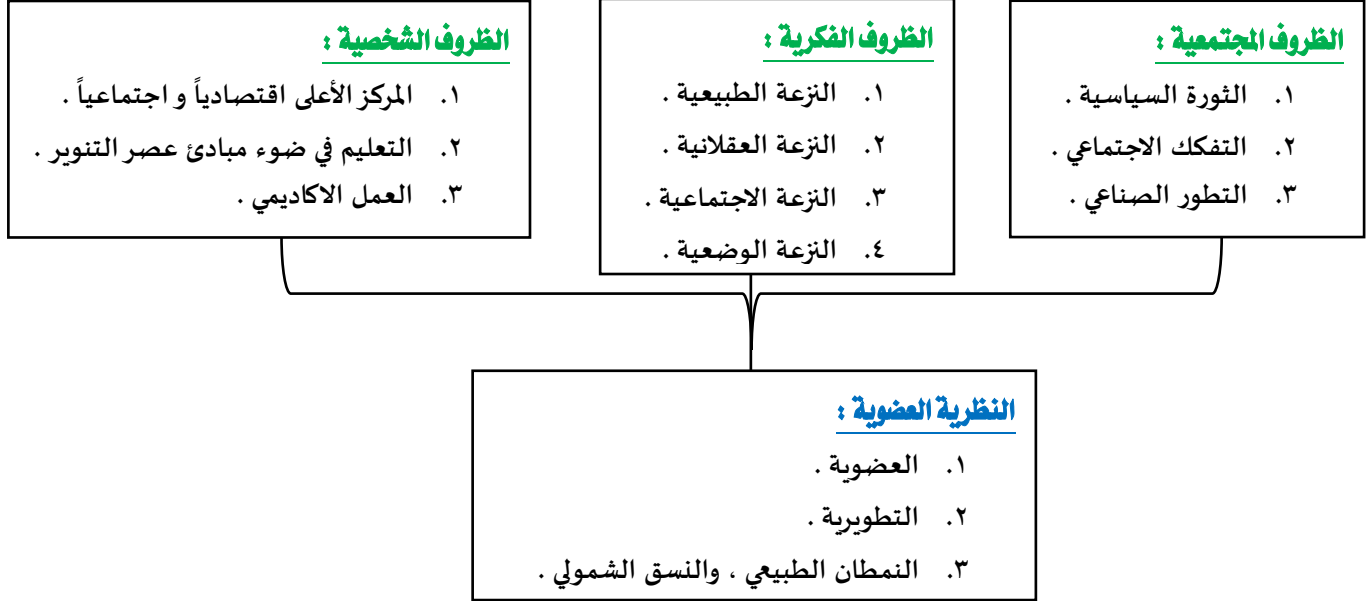 الظروف المجتمعية :
١. الثورة السياسية .
٢. التفكك الاجتماعي .
٣. التطور الصناعي .
الظروف الفكرية :
١. النزعة الطبيعية .
٢. النزعة العقلانية .
٣. النزعة الاجتماعية .
٤. النزعة الوضعية .
الظروف الشخصية :
١. المركز الأعلى اقتصادياً و اجتماعياً .
٢. التعليم في ضوء مبادئ عصر التنوير .
٣. العمل الاكاديمي .
النظرية العضوية :
١. العضوية .
٢. التطويرية .
٣. النمطان الطبيعي ، والنسق الشمولي .